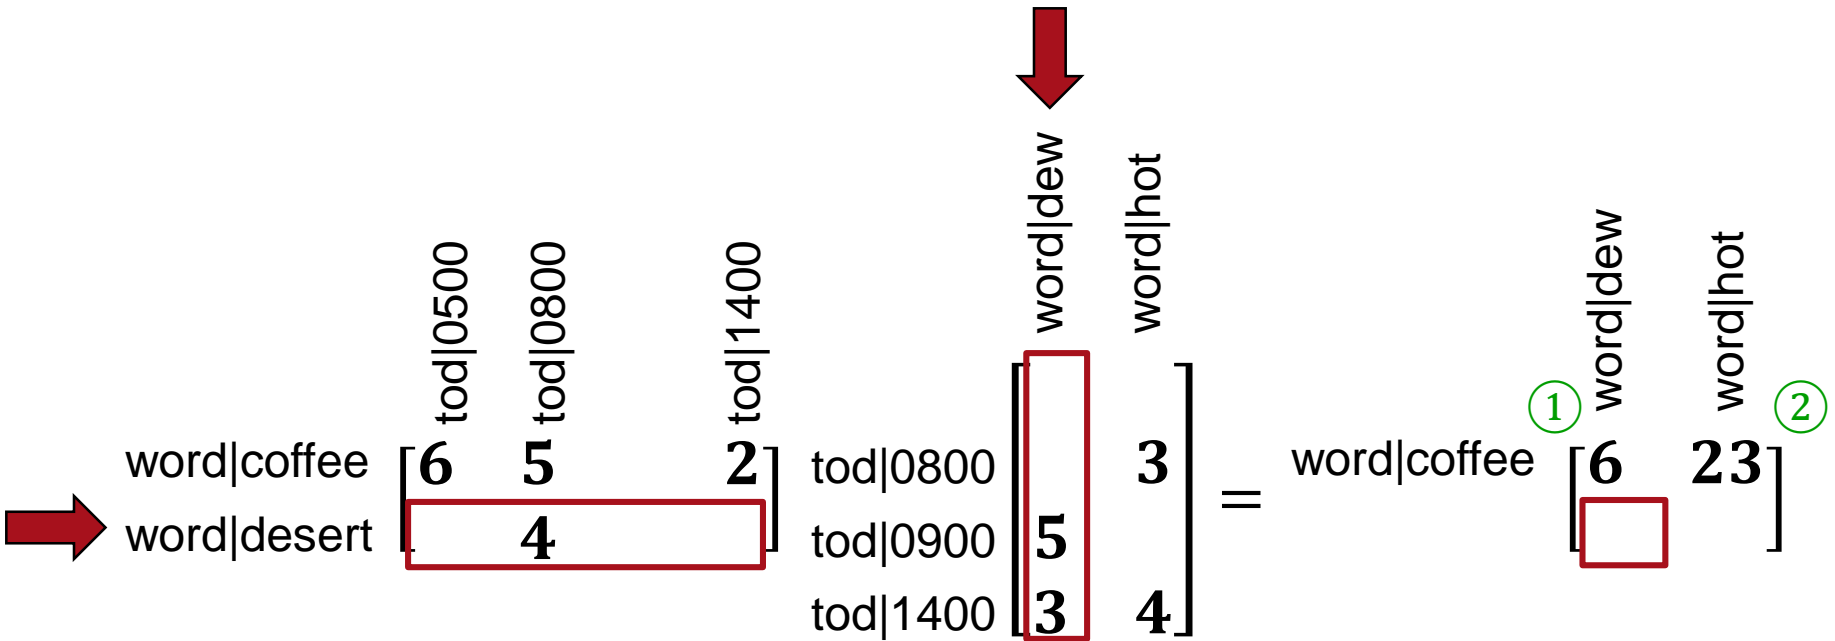 word|dew word|hot
tod|0500 tod|0800 tod|1400
word|dew word|hot
1 2
word|coffee [6 5 2]
word|desert 4
tod|0800 3
tod|0900 5
tod|1400 3 4
=
word|coffee [6 23]